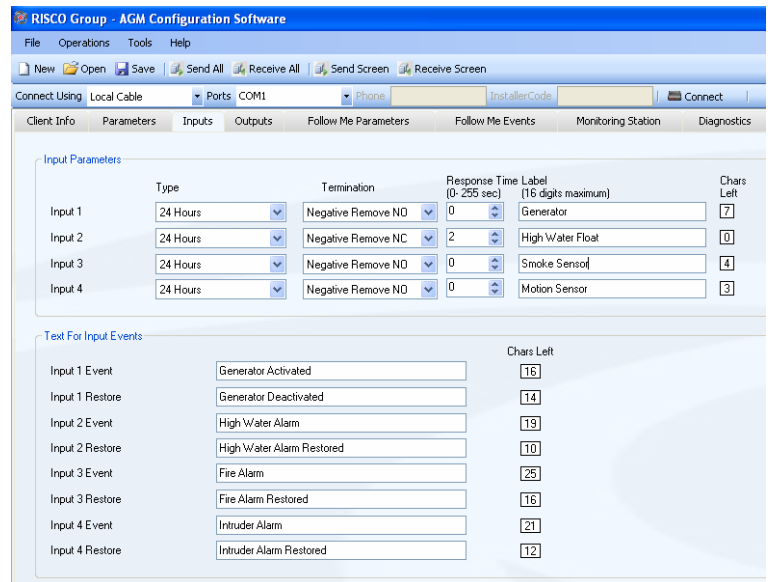 RISCO Group - AGM Configuration Software
File Operations Tools Help
New Open Save Send All Receive All Send Screen Receive Screen
Connect Using Local Cable Ports COM1 Phone InstallerCode Connect
Client Info Parameters Inputs Outputs Follow Me Parameters Follow Me Events Monitoring Station Diagnostics
Input Parameters
Type Termination Response Time (0- 255 sec) Label (16 digits maximum) Chars Left
Input 1 24 Hours Negative Remove NO 0 Generator 7
Input 2 24 Hours Negative Remove NC 2 High Water Float 0
Input 3 24 Hours Negative Remove NO 0 Smoke Sensor 4
Input 4 24 Hours Negative Remove NO 0 Motion Sensor 3
Text For Input Events
Chars Left
Input 1 Event Generator Activated 16
Input 1 Restore Generator Deactivated 14
Input 2 Event High Water Alarm 19
Input 2 Restore High Water Alarm Restored 10
Input 3 Event Fire Alarm 25
Input 3 Restore Fire Alarm Restored 16
Input 4 Event Intruder Alarm 21
Input 4 Restore Intruder Alarm Restored 12